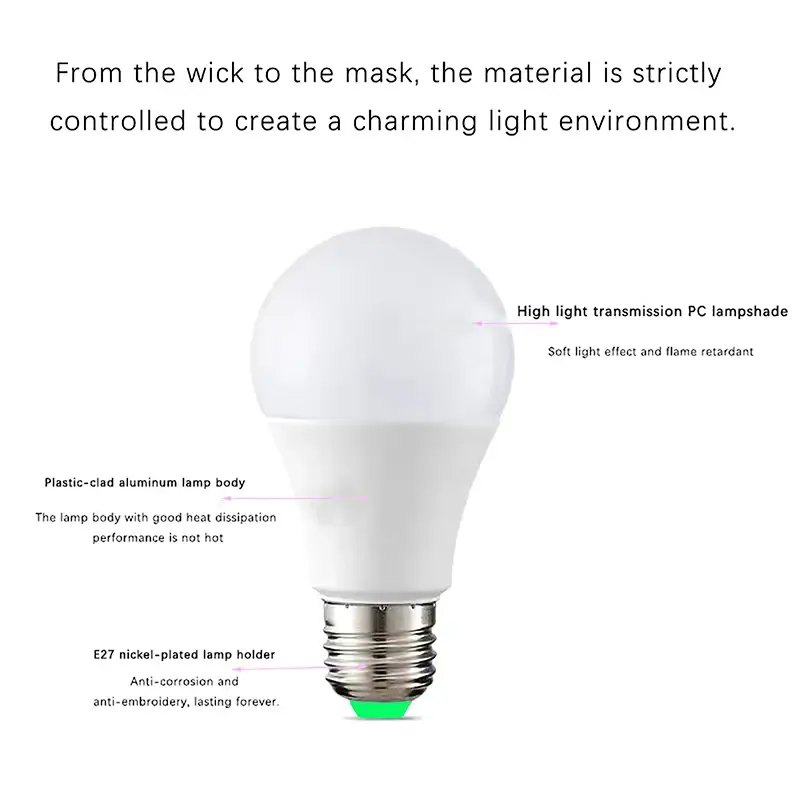 From the wick to the mask, the material is strictly
controlled to create a charming light environment.
High light transmission PC lampshade
Soft light effect and flame retardant
Plastic-clad aluminum lamp body
The lamp body with good heat dissipation
performance is not hot
E27 nickel-plated lamp holder
Anti-corrosion and
anti-embroidery, lasting forever.